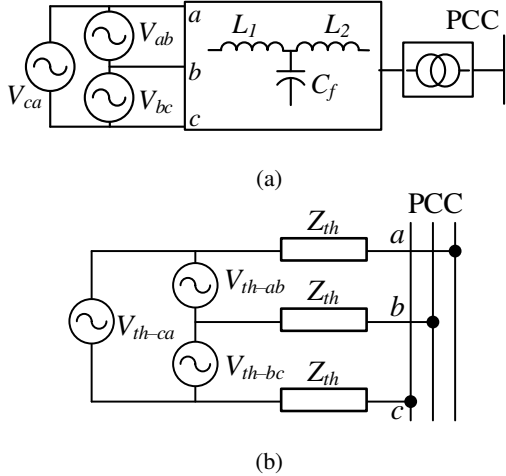 a
V_ab
L_1 L_2
PCC
V_ca
b
C_f
V_bc
c
(a)
PCC
Z_th
a
V_th-ab
Z_th
b
V_th-ca
V_th-bc
Z_th
c
(b)